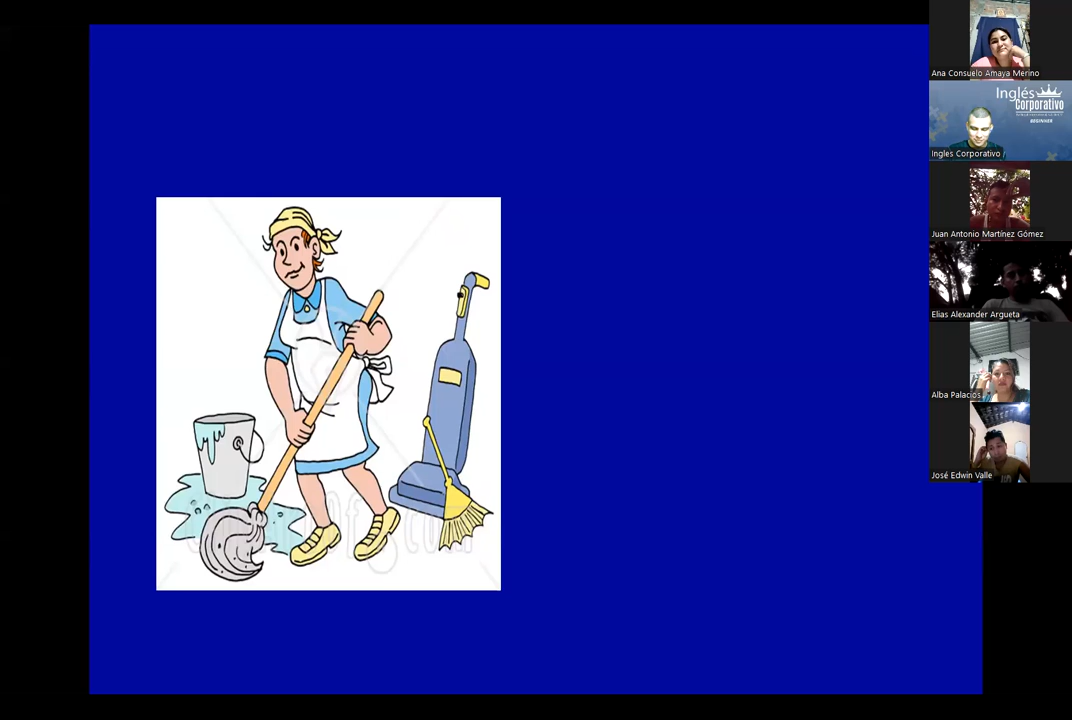 Ana Consuelo Amaya Merino
Inglés
Corporativo
BEGINNER
Ingles Corporativo
Juan Antonio Martínez Gómez
Elias Alexander Argueta
Alba Palacios
José Edwin Valle